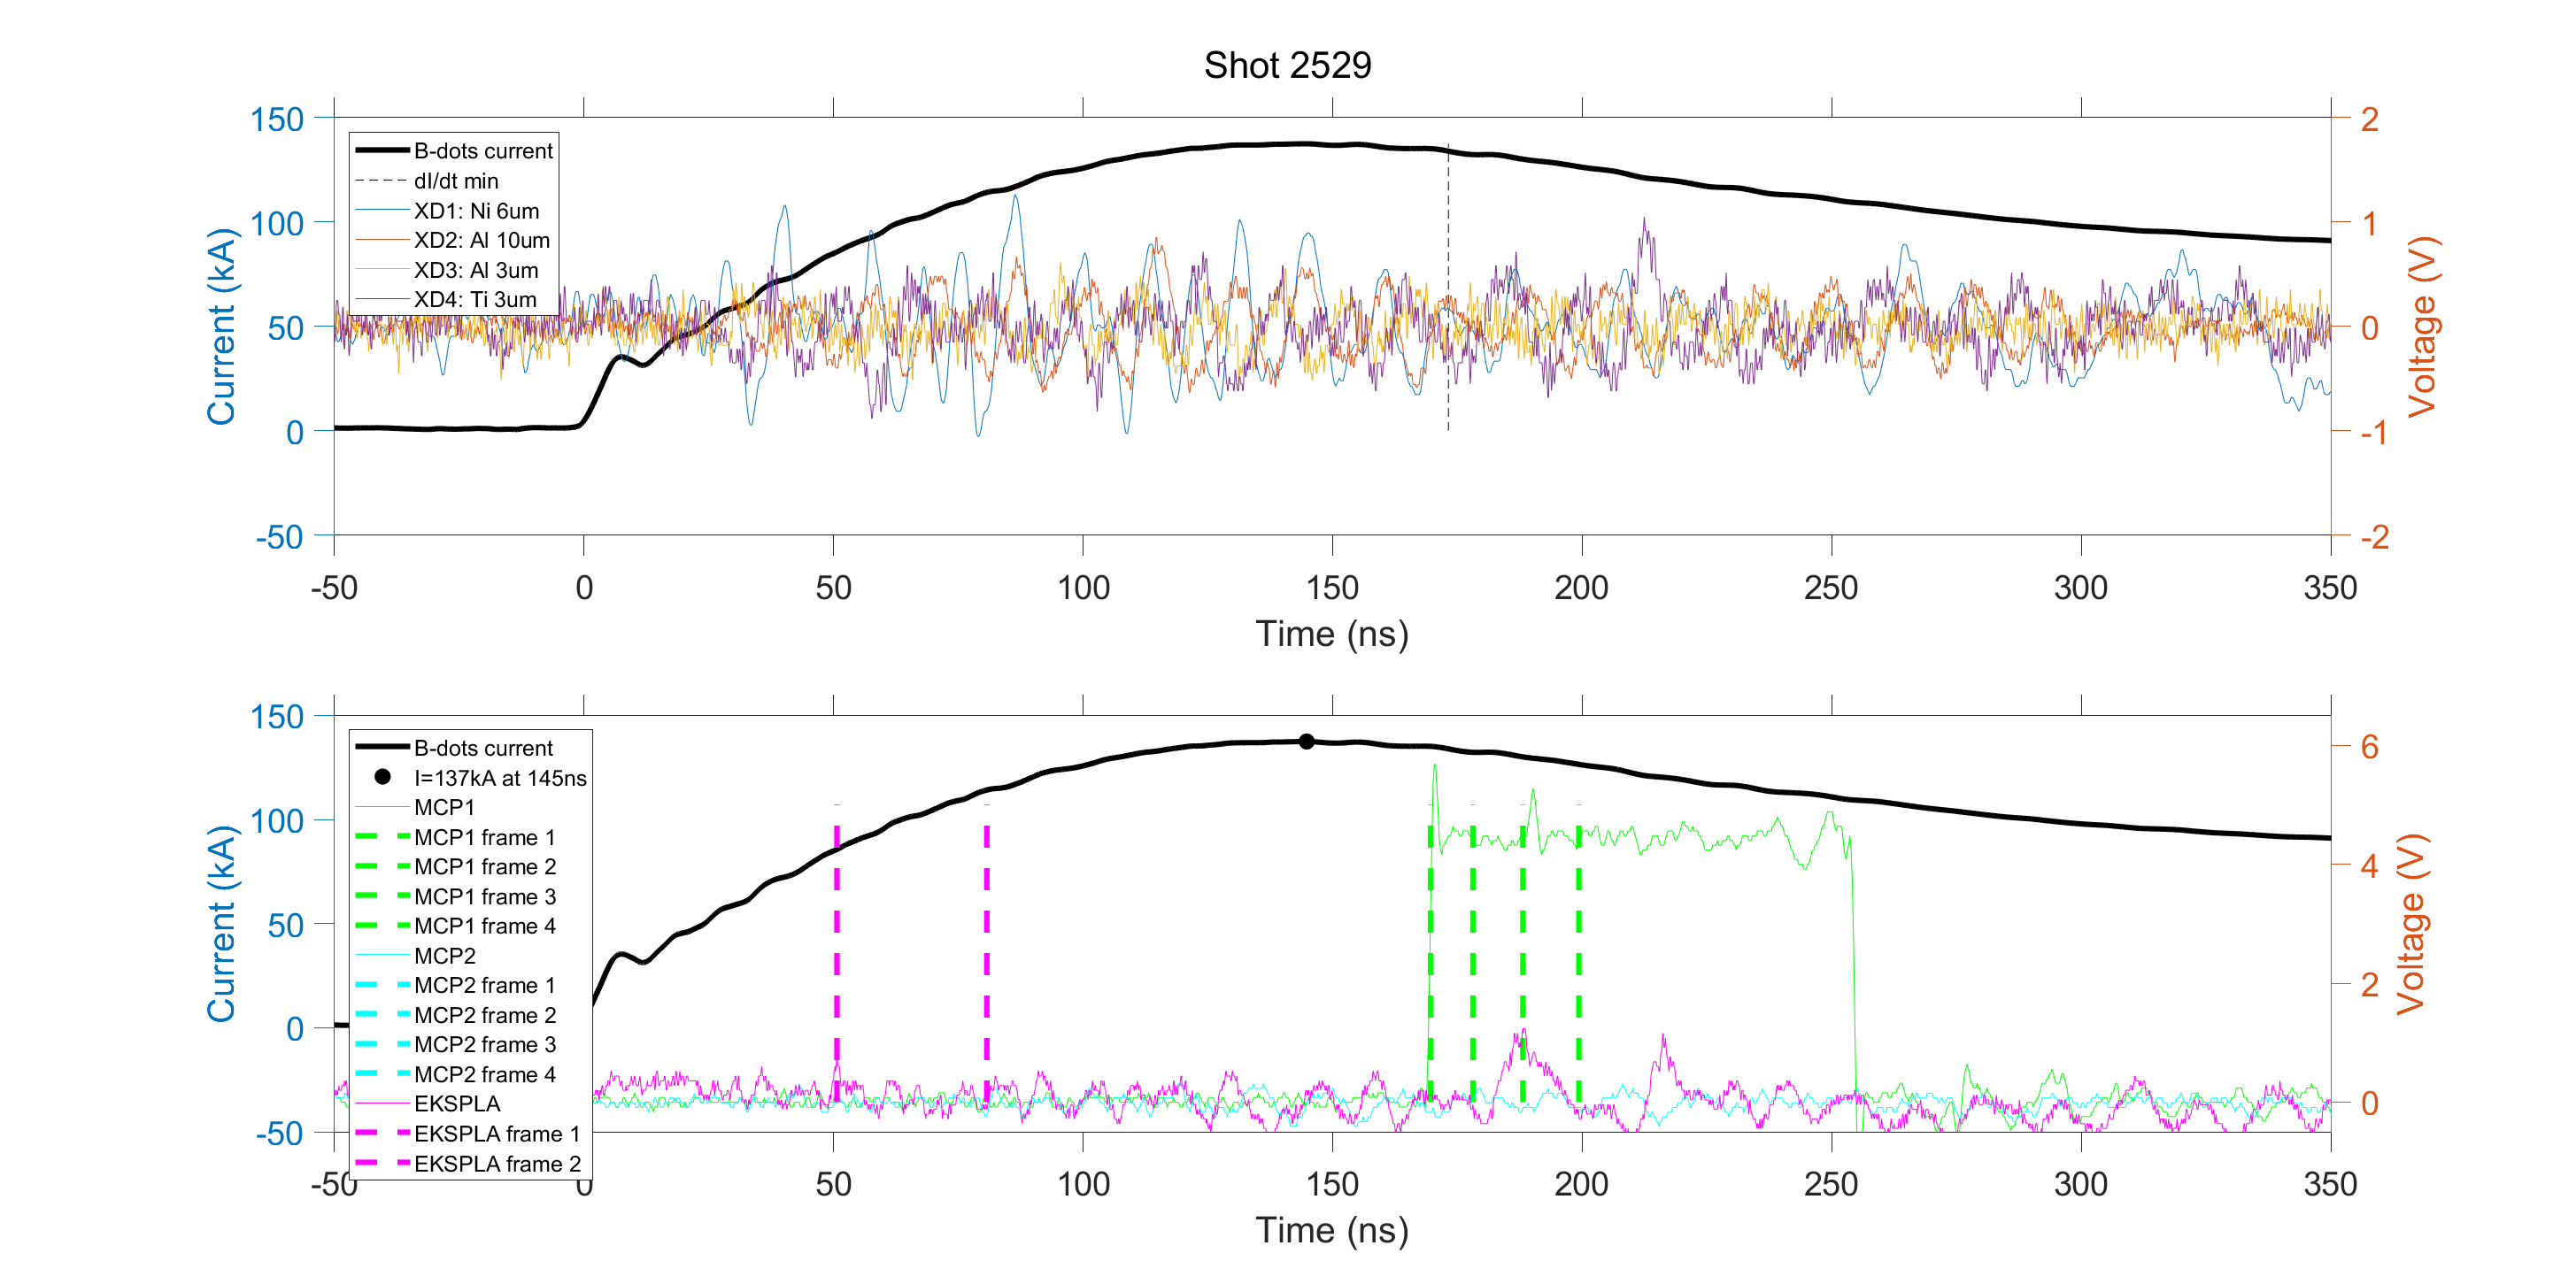 Shot 2529
150
100
50
0
-50
Current (kA)
B-dots current
dI/dt min
XD1: Ni 6um
XD2: Al 10um
XD3: Al 3um
XD4: Ti 3um
2
1
0
-1
-2
Voltage (V)
-50 0 50 100 150 200 250 300 350
Time (ns)
150
100
50
0
-50
Current (kA)
B-dots current
I=137kA at 145ns
MCP1
MCP1 frame 1
MCP1 frame 2
MCP1 frame 3
MCP1 frame 4
MCP2
MCP2 frame 1
MCP2 frame 2
MCP2 frame 3
MCP2 frame 4
EKSPLA
EKSPLA frame 1
EKSPLA frame 2
6
4
2
0
Voltage (V)
-50 0 50 100 150 200 250 300 350
Time (ns)